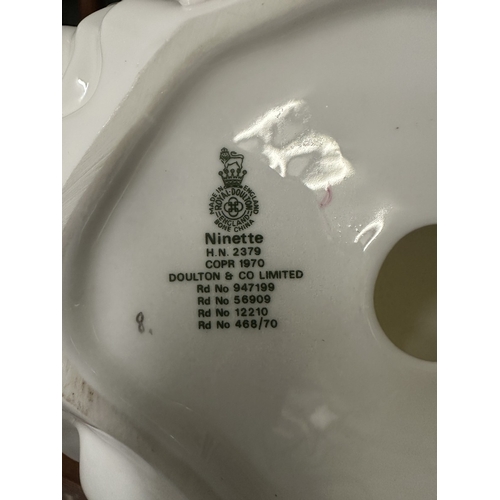 MADE IN ENGLAND
ROYAL DOULTON
ENGLAND
BONE CHINA
Ninette
H.N. 2379
COPR 1970
DOULTON & CO LIMITED
Rd No 947199
Rd No 56909
Rd No 12210
Rd No 468/70
8.